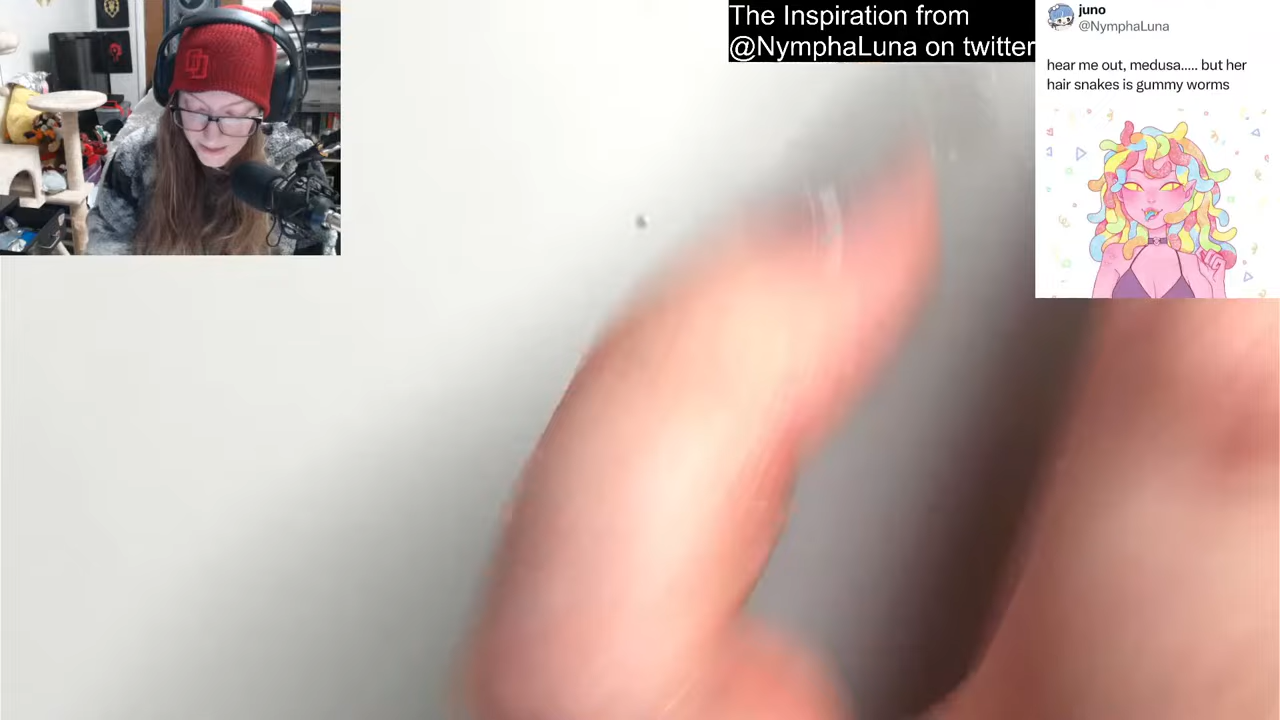 The Inspiration from
@NymphaLuna on twitter
juno
@NymphaLuna
hear me out, medusa..... but her
hair snakes is gummy worms